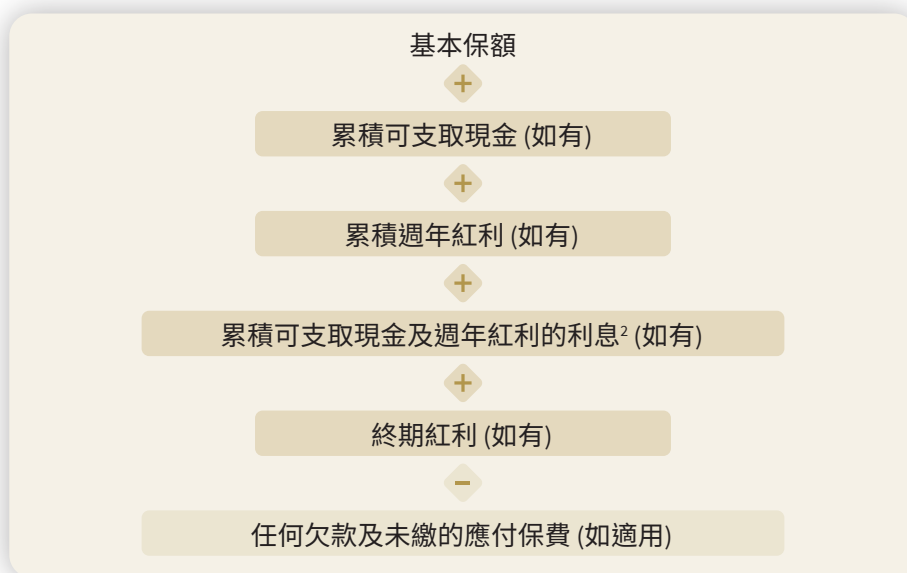 基本保額
+
累積可支取現金 (如有)
+
累積週年紅利 (如有)
+
累積可支取現金及週年紅利的利息² (如有)
+
終期紅利 (如有)
−
任何欠款及未繳的應付保費 (如適用)